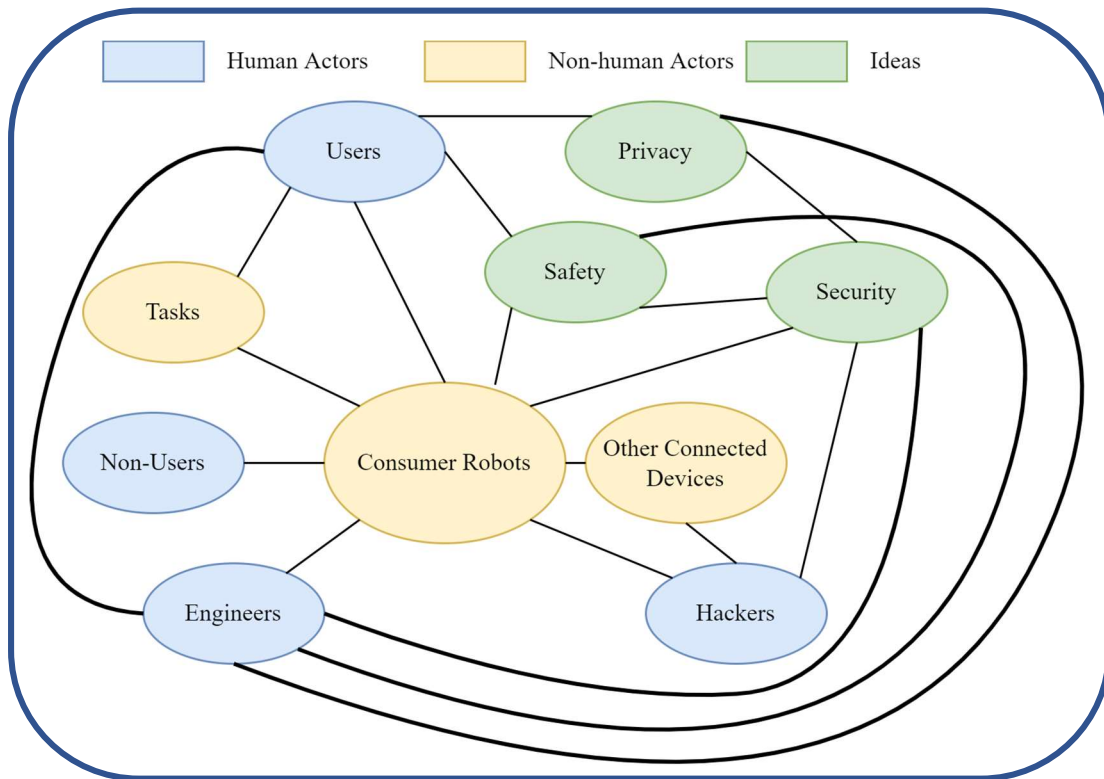 Human Actors
Non-human Actors
Ideas
Users
Privacy
Safety
Security
Tasks
Non-Users
Consumer Robots
Other Connected
Devices
Engineers
Hackers